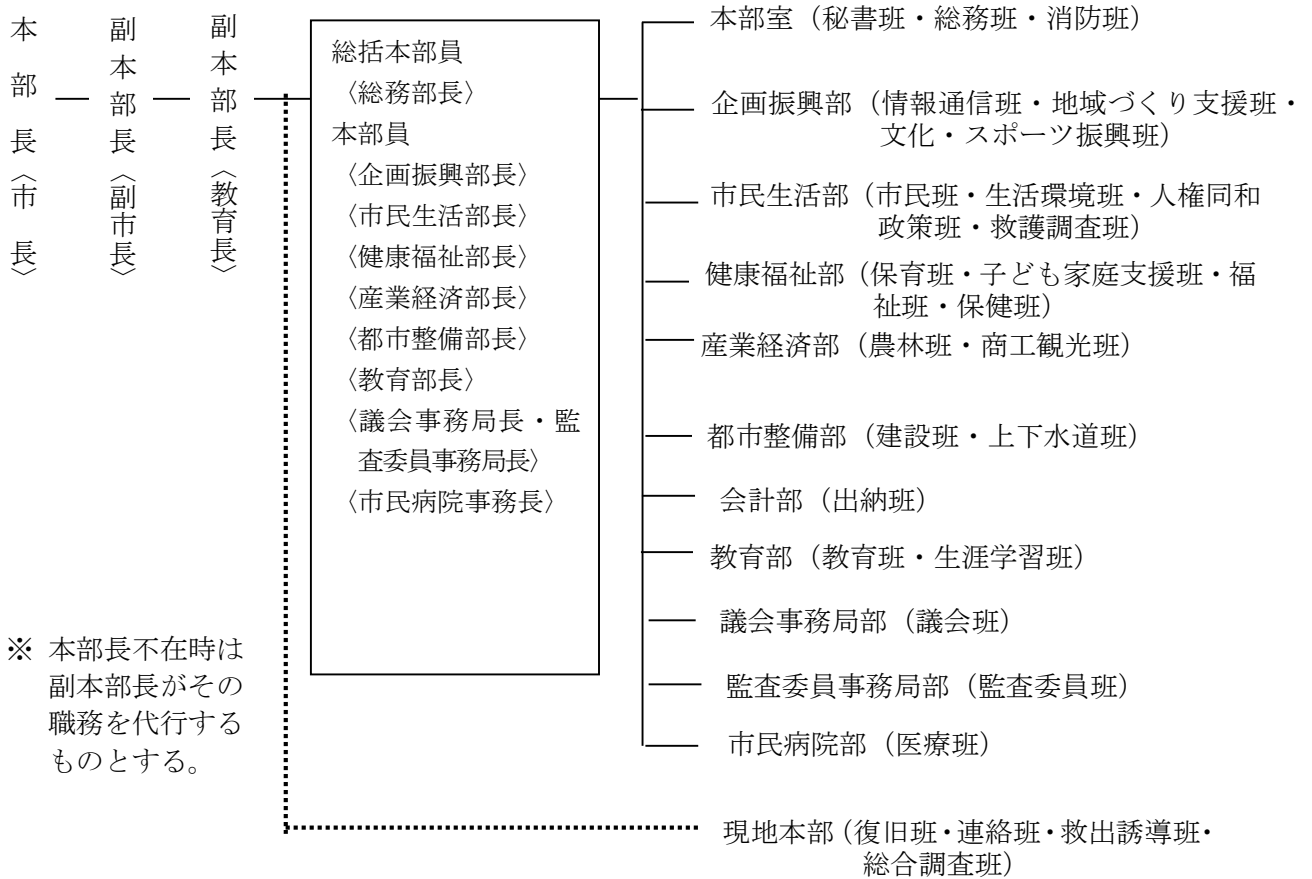 本部長〈市長〉
副本部長〈副市長〉
副本部長〈教育長〉
総括本部員
〈総務部長〉
本部員
〈企画振興部長〉
〈市民生活部長〉
〈健康福祉部長〉
〈産業経済部長〉
〈都市整備部長〉
〈教育部長〉
〈議会事務局長・監
査委員事務局長〉
〈市民病院事務長〉
本部室（秘書班・総務班・消防班）
企画振興部（情報通信班・地域づくり支援班・
文化・スポーツ振興班）
市民生活部（市民班・生活環境班・人権同和
政策班・救護調査班）
健康福祉部（保育班・子ども家庭支援班・福
祉班・保健班）
産業経済部（農林班・商工観光班）
都市整備部（建設班・上下水道班）
会計部（出納班）
教育部（教育班・生涯学習班）
議会事務局部（議会班）
監査委員事務局部（監査委員班）
市民病院部（医療班）
現地本部（復旧班・連絡班・救出誘導班・
総合調査班）
※ 本部長不在時は
副本部長がその
職務を代行する
ものとする。